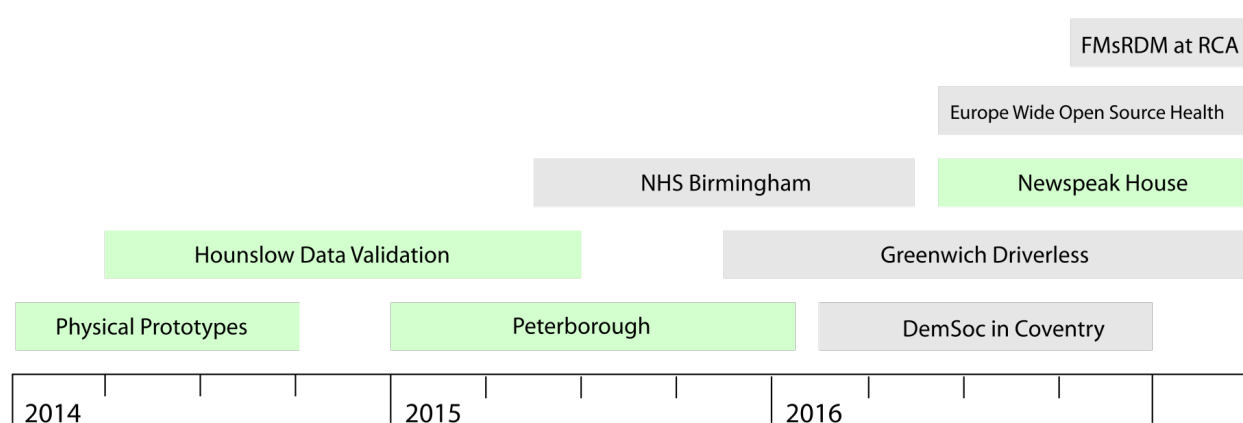 FMsRDM at RCA
Europe Wide Open Source Health
NHS Birmingham
Newspeak House
Hounslow Data Validation
Greenwich Driverless
Physical Prototypes
Peterborough
DemSoc in Coventry
2014
2015
2016